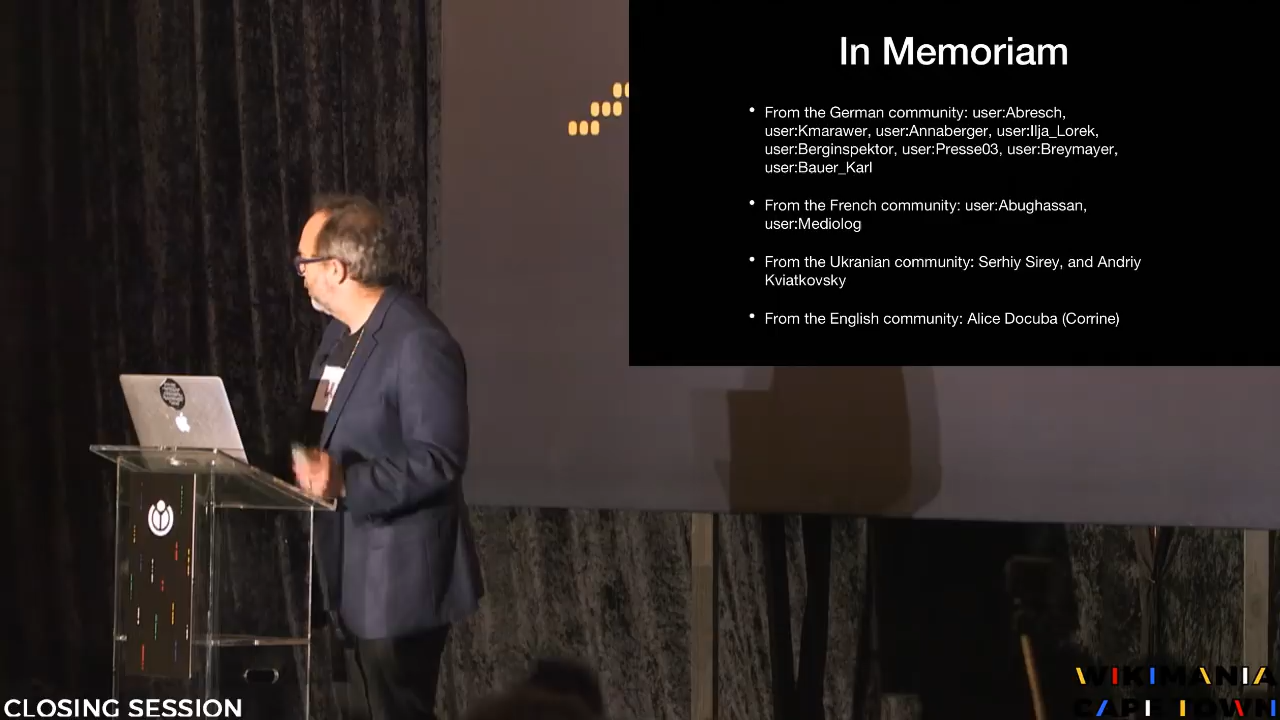 In Memoriam
• From the German community: user:Abresch,
user:Kmarawer, user:Annaberger, user:Ilja_Lorek,
user:Berginspektor, user:Presse03, user:Breymayer,
user:Bauer_Karl
• From the French community: user:Abughassan,
user:Mediolog
• From the Ukranian community: Serhiy Sirey, and Andriy
Kviatkovsky
• From the English community: Alice Docuba (Corrine)
CLOSING SESSION
WIKIMANIA
CAPE TOWN